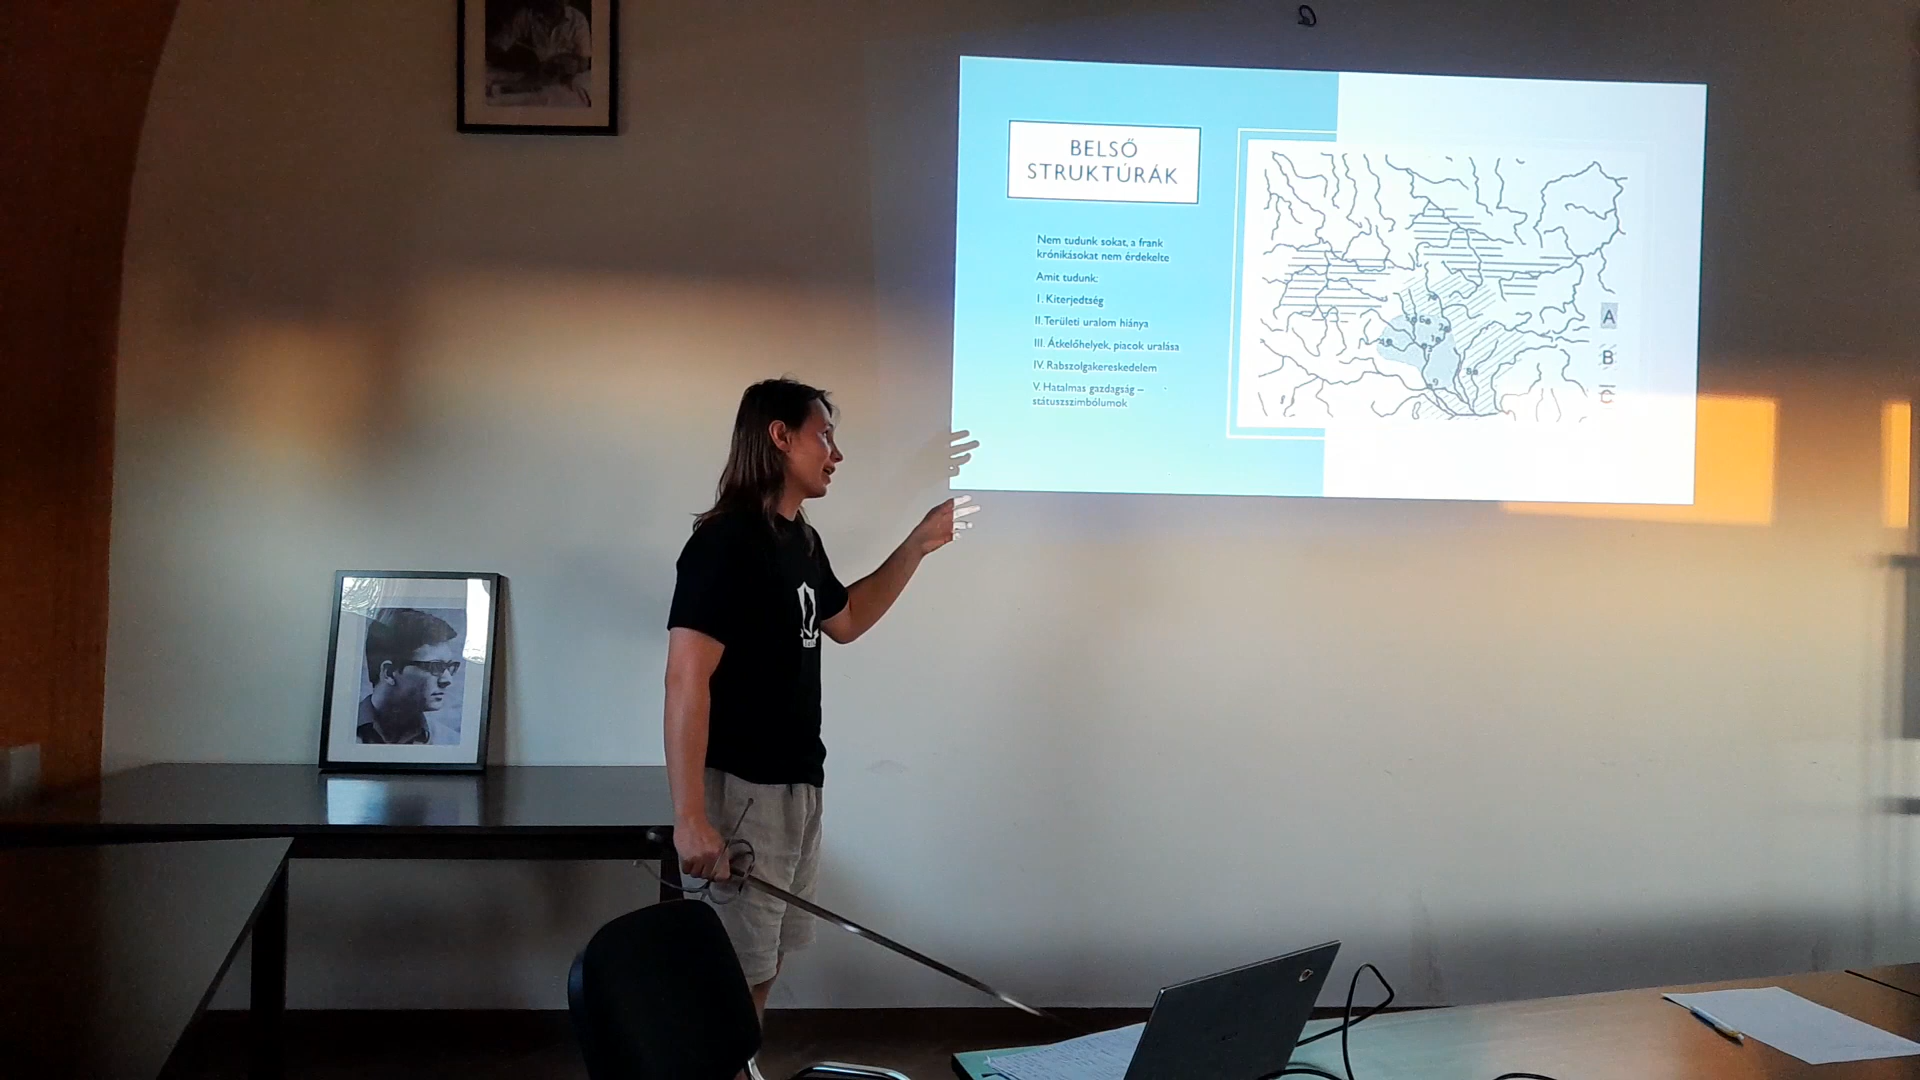 BELSŐ
STRUKTÚRÁK
Nem tudunk sokat, a frank
krónikásokat nem érdekelte
Amit tudunk:
I. Kiterjedtség
II. Területi uralom hiánya
III. Átkelőhelyek, piacok uralása
IV. Rabszolgakereskedelem
V. Hatalmas gazdagság –
státuszszimbólumok
A
B
C